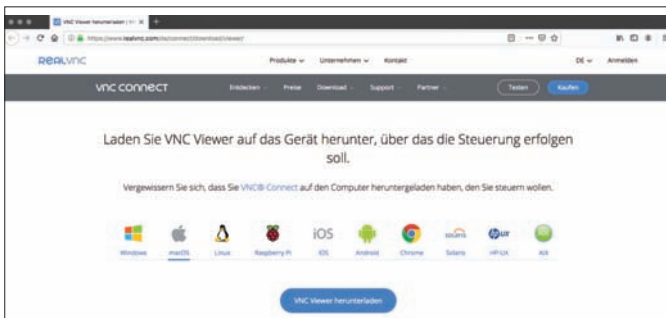 VNC Viewer herunterladen |
https://www.realvnc.com/de/connect/download/viewer/
REALVNC Produkte Unternehmen Kontakt DE Anmelden
VNC CONNECT Entdecken Preise Download Support Partner Testen Kaufen
Laden Sie VNC Viewer auf das Gerät herunter, über das die Steuerung erfolgen
soll.
Vergewissern Sie sich, dass Sie VNC® Connect auf den Computer heruntergeladen haben, den Sie steuern wollen.
iOS solaris hp UX
Windows macOS Linux Raspberry Pi iOS Android Chrome Solaris HP-UX AIX
VNC Viewer herunterladen